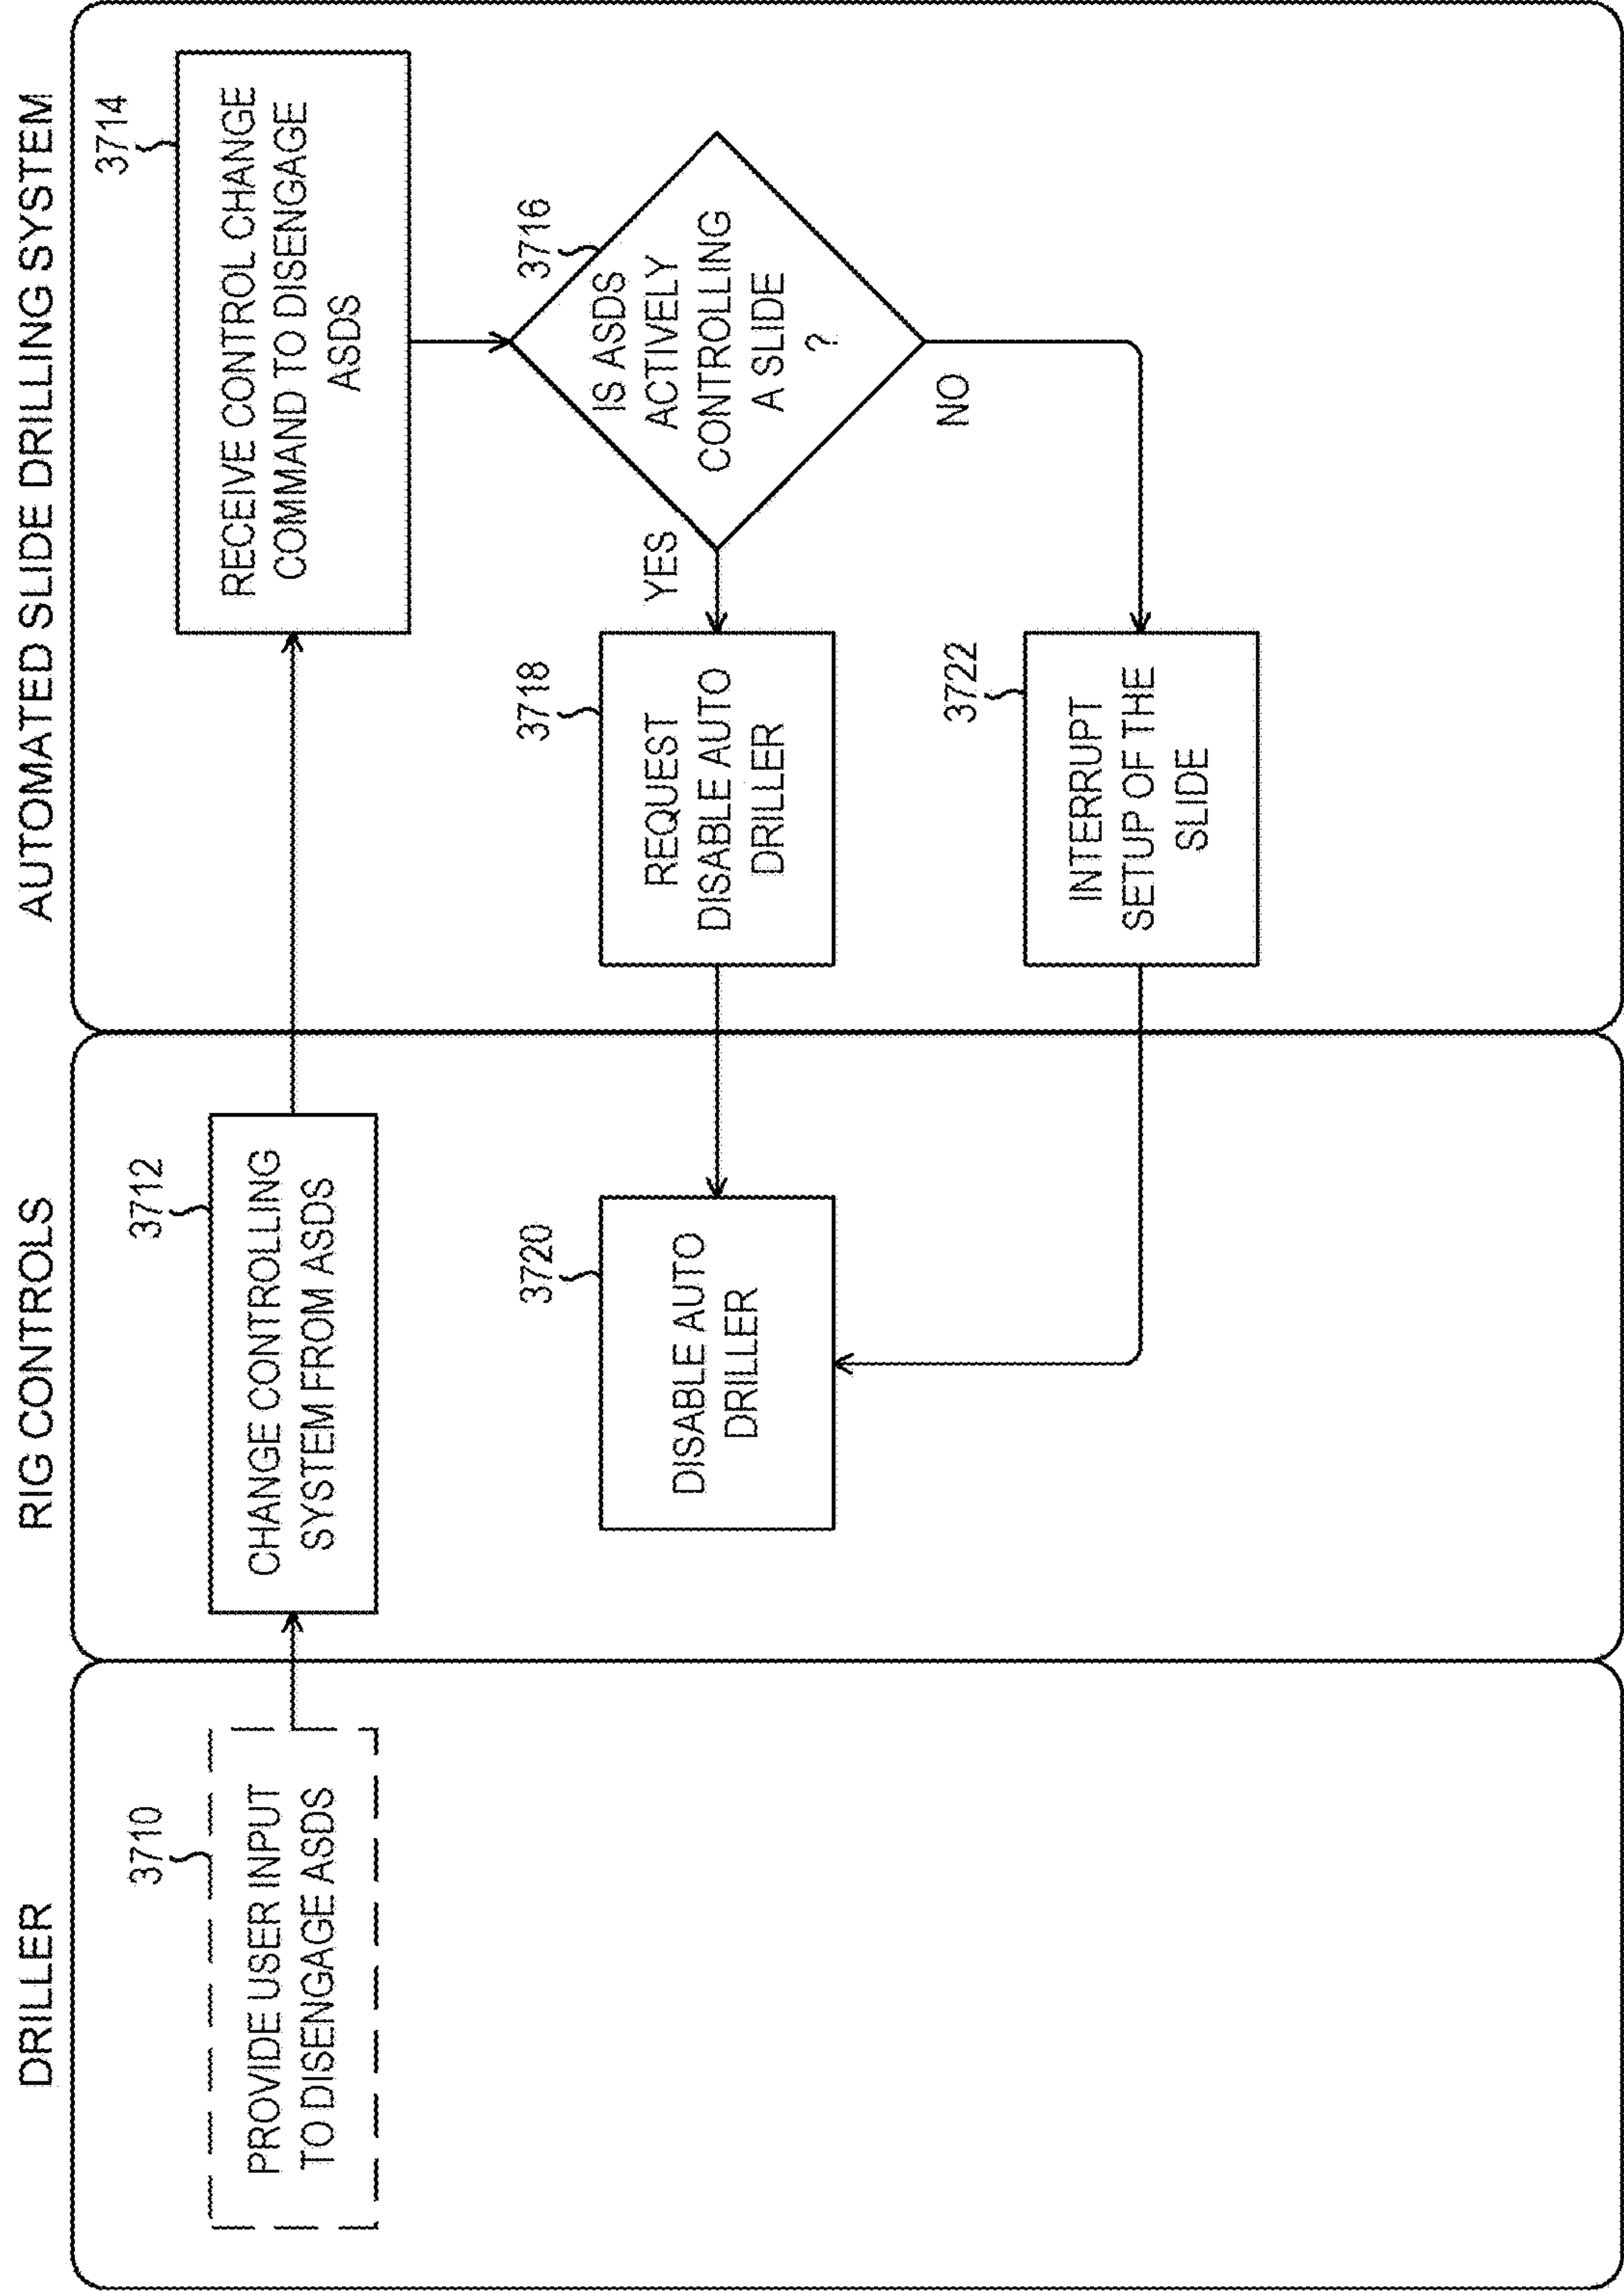 DRILLER
RIG CONTROLS
AUTOMATED SLIDE DRILLING SYSTEM
3710
PROVIDE USER INPUT
TO DISENGAGE ASDS
3712
CHANGE CONTROLLING
SYSTEM FROM ASDS
3714
RECEIVE CONTROL CHANGE
COMMAND TO DISENGAGE
ASDS
3716
IS ASDS
ACTIVELY
CONTROLLING
A SLIDE
?
YES
NO
3718
REQUEST
DISABLE AUTO
DRILLER
3720
DISABLE AUTO
DRILLER
3722
INTERRUPT
SETUP OF THE
SLIDE